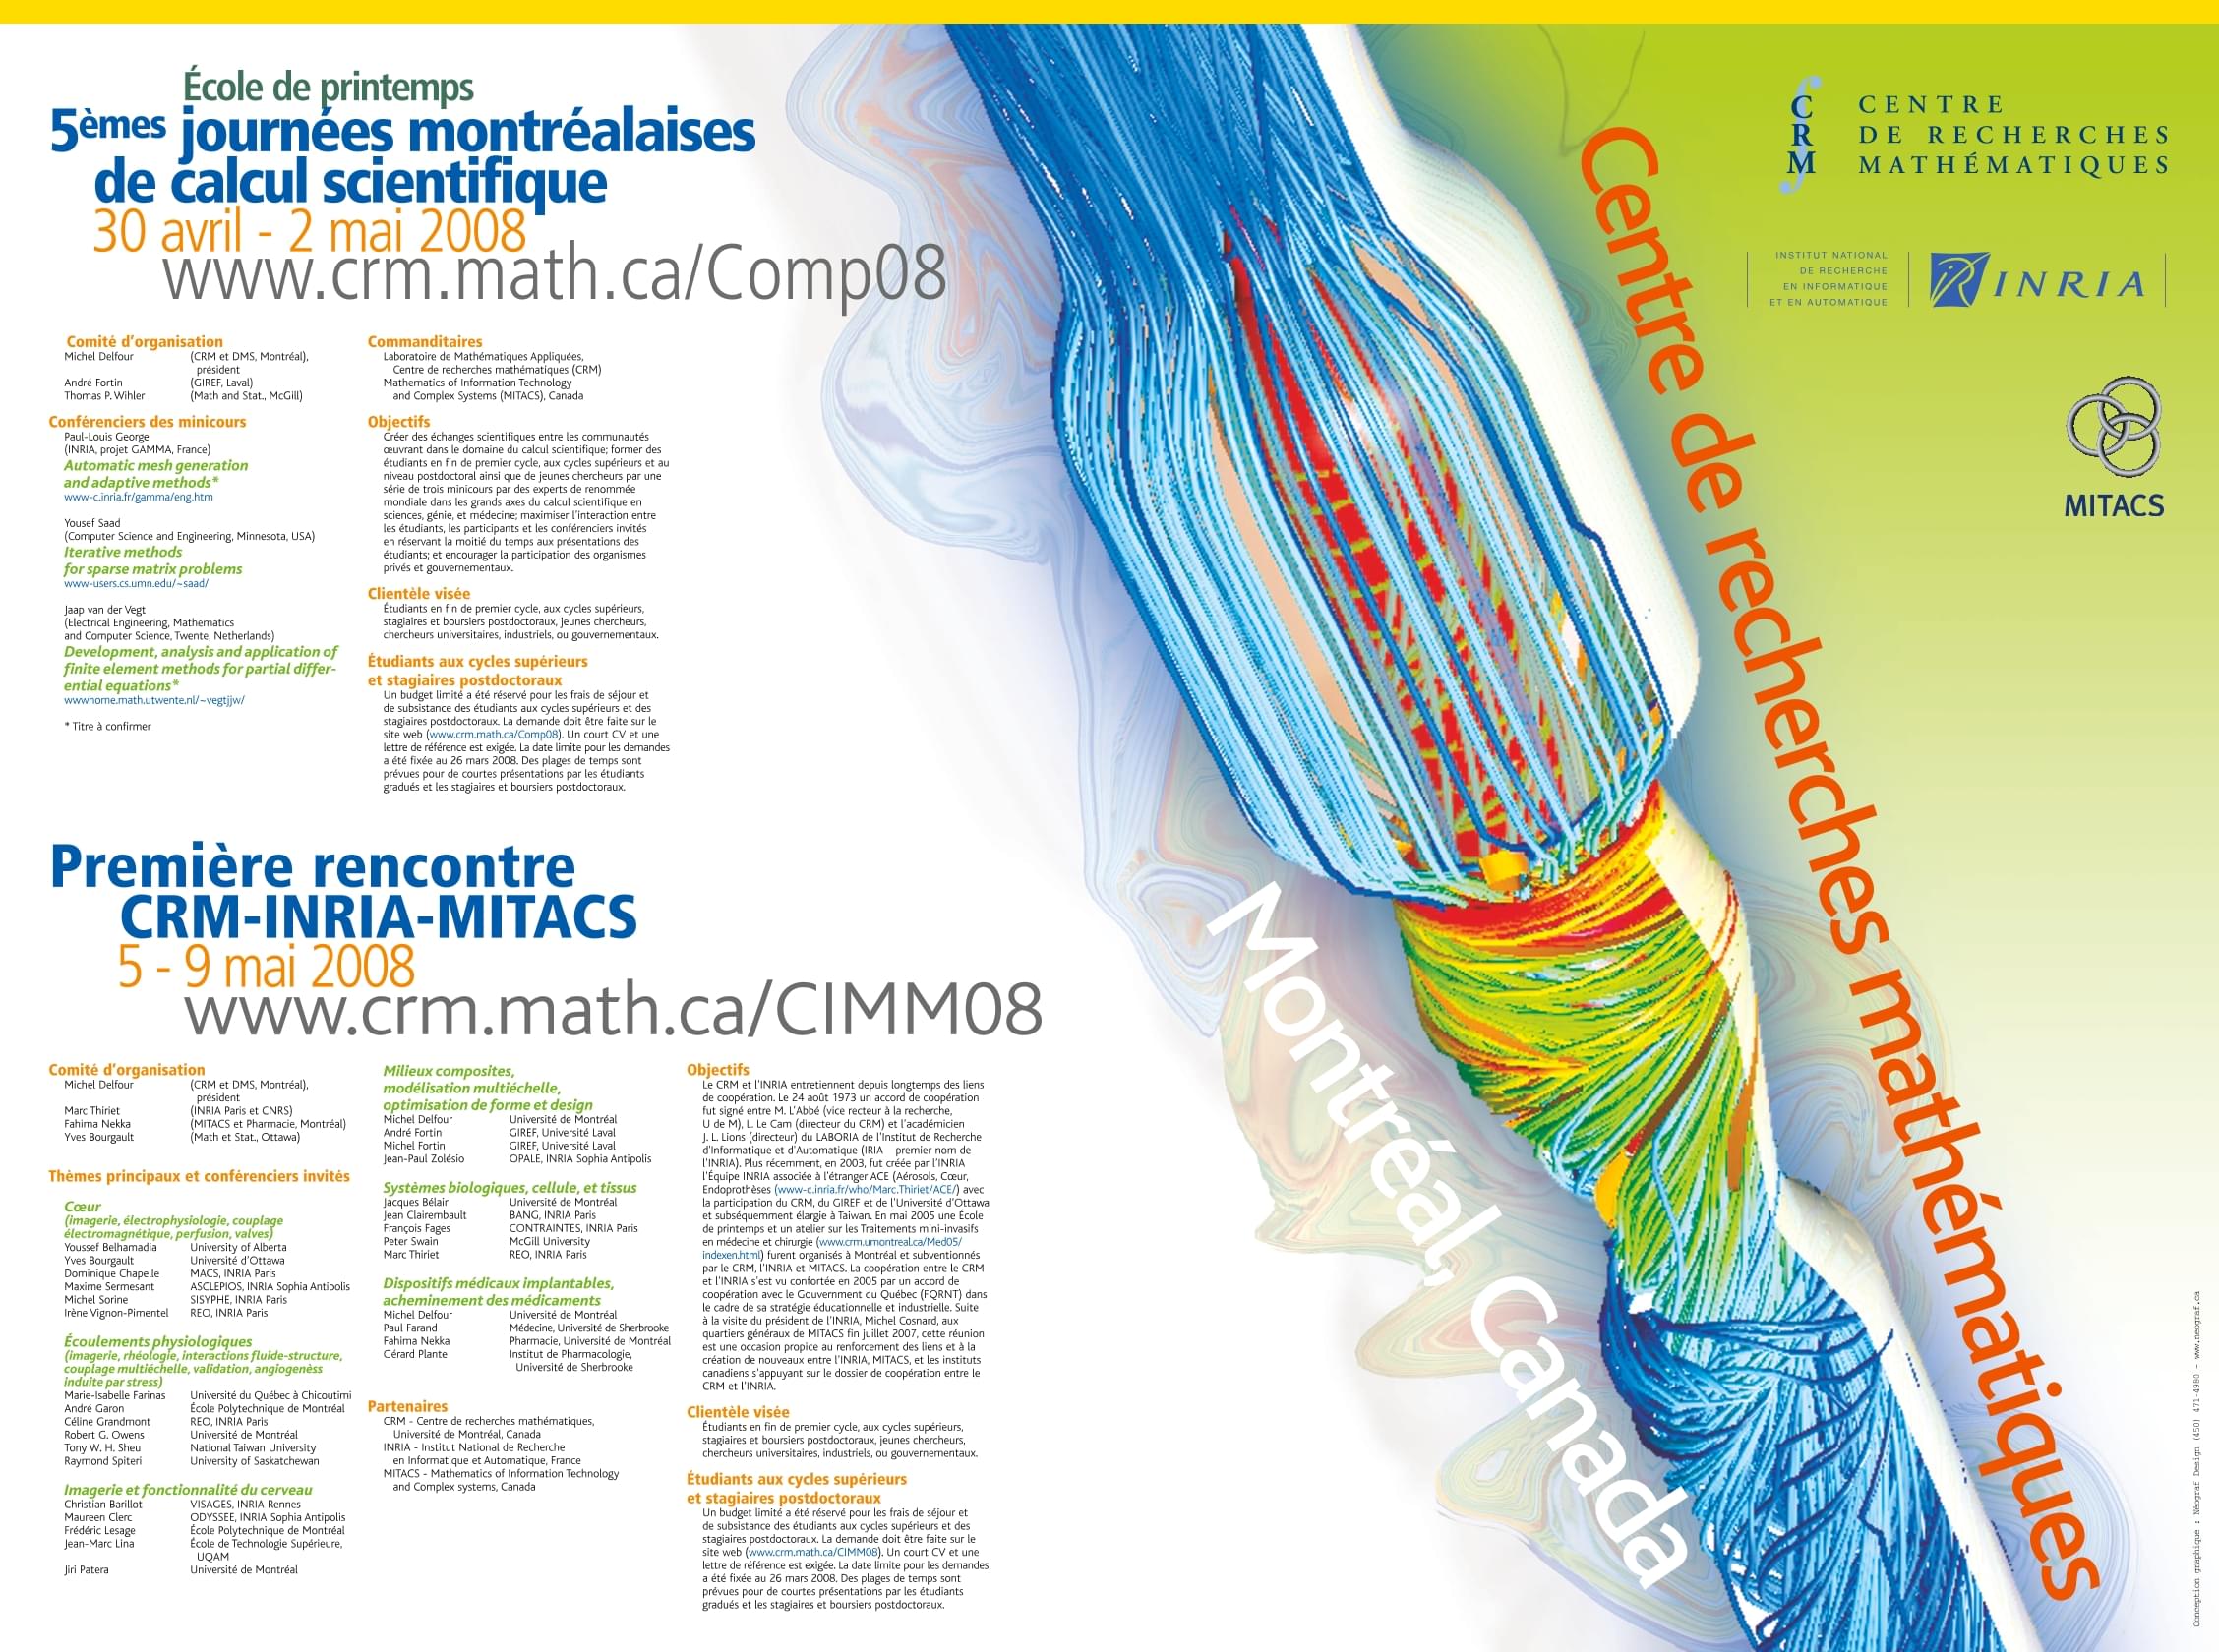 École de printemps
5èmes journées montréalaises
de calcul scientifique
30 avril - 2 mai 2008
www.crm.math.ca/Comp08
Comité d'organisation
Michel Delfour (CRM et DMS, Montréal),
président
André Fortin (GIREF, Laval)
Thomas P. Wihler (Math and Stat., McGill)
Conférenciers des minicours
Paul-Louis George
(INRIA, projet GAMMA, France)
Automatic mesh generation
and adaptive methods*
www-c.inria.fr/gamma/eng.htm
Yousef Saad
(Computer Science and Engineering, Minnesota, USA)
Iterative methods
for sparse matrix problems
www-users.cs.umn.edu/~saad/
Jaap van der Vegt
(Electrical Engineering, Mathematics
and Computer Science, Twente, Netherlands)
Development, analysis and application of
finite element methods for partial differ-
ential equations*
wwwhome.math.utwente.nl/~vegtjjw/
* Titre à confirmer
Commanditaires
Laboratoire de Mathématiques Appliquées,
Centre de recherches mathématiques (CRM)
Mathematics of Information Technology
and Complex Systems (MITACS), Canada
Objectifs
Créer des échanges scientifiques entre les communautés
œuvrant dans le domaine du calcul scientifique; former des
étudiants en fin de premier cycle, aux cycles supérieurs et au
niveau postdoctoral ainsi que de jeunes chercheurs par une
série de trois minicours par des experts de renommée
mondiale dans les grands axes du calcul scientifique en
sciences, génie, et médecine; maximiser l'interaction entre
les étudiants, les participants et les conférenciers invités
en réservant la moitié du temps aux présentations des
étudiants; et encourager la participation des organismes
privés et gouvernementaux.
Clientèle visée
Étudiants en fin de premier cycle, aux cycles supérieurs,
stagiaires et boursiers postdoctoraux, jeunes chercheurs,
chercheurs universitaires, industriels, ou gouvernementaux.
Étudiants aux cycles supérieurs
et stagiaires postdoctoraux
Un budget limité a été réservé pour les frais de séjour et
de subsistance des étudiants aux cycles supérieurs et des
stagiaires postdoctoraux. La demande doit être faite sur le
site web (www.crm.math.ca/Comp08). Un court CV et une
lettre de référence est exigée. La date limite pour les demandes
a été fixée au 26 mars 2008. Des plages de temps sont
prévues pour de courtes présentations par les étudiants
gradués et les stagiaires et boursiers postdoctoraux.
Première rencontre
CRM-INRIA-MITACS
5 - 9 mai 2008
www.crm.math.ca/CIMM08
Comité d'organisation
Michel Delfour (CRM et DMS, Montréal),
président
Marc Thiriet (INRIA Paris et CNRS)
Fahima Nekka (MITACS et Pharmacie, Montréal)
Yves Bourgault (Math et Stat., Ottawa)
Thèmes principaux et conférenciers invités
Cœur
(imagerie, électrophysiologie, couplage
électromagnétique, perfusion, valves)
Youssef Belhamadia University of Alberta
Yves Bourgault Université d'Ottawa
Dominique Chapelle MACS, INRIA Paris
Maxime Sermesant ASCLEPIOS, INRIA Sophia Antipolis
Michel Sorine SISYPHE, INRIA Paris
Irène Vignon-Pimentel REO, INRIA Paris
Écoulements physiologiques
(imagerie, rhéologie, interactions fluide-structure,
couplage multiéchelle, validation, angiogenèss
induite par stress)
Marie-Isabelle Farinas Université du Québec à Chicoutimi
André Garon École Polytechnique de Montréal
Céline Grandmont REO, INRIA Paris
Robert G. Owens Université de Montréal
Tony W. H. Sheu National Taiwan University
Raymond Spiteri University of Saskatchewan
Imagerie et fonctionnalité du cerveau
Christian Barillot VISAGES, INRIA Rennes
Maureen Clerc ODYSSEE, INRIA Sophia Antipolis
Frédéric Lesage École Polytechnique de Montréal
Jean-Marc Lina École de Technologie Supérieure,
UQAM
Jiri Patera Université de Montréal
Milieux composites,
modélisation multiéchelle,
optimisation de forme et design
Michel Delfour Université de Montréal
André Fortin GIREF, Université Laval
Michel Fortin GIREF, Université Laval
Jean-Paul Zolésio OPALE, INRIA Sophia Antipolis
Systèmes biologiques, cellule, et tissus
Jacques Bélair Université de Montréal
Jean Clairembault BANG, INRIA Paris
François Fages CONTRAINTES, INRIA Paris
Peter Swain McGill University
Marc Thiriet REO, INRIA Paris
Dispositifs médicaux implantables,
acheminement des médicaments
Michel Delfour Université de Montréal
Paul Farand Médecine, Université de Sherbrooke
Fahima Nekka Pharmacie, Université de Montréal
Gérard Plante Institut de Pharmacologie,
Université de Sherbrooke
Partenaires
CRM - Centre de recherches mathématiques,
Université de Montréal, Canada
INRIA - Institut National de Recherche
en Informatique et Automatique, France
MITACS - Mathematics of Information Technology
and Complex systems, Canada
Objectifs
Le CRM et l'INRIA entretiennent depuis longtemps des liens
de coopération. Le 24 août 1973 un accord de coopération
fut signé entre M. L'Abbé (vice recteur à la recherche,
U de M), L. Le Cam (directeur du CRM) et l'académicien
J. L. Lions (directeur) du LABORIA de l'Institut de Recherche
d'Informatique et d'Automatique (IRIA – premier nom de
l'INRIA). Plus récemment, en 2003, fut créée par l'INRIA
l'Équipe INRIA associée à l'étranger ACE (Aérosols, Cœur,
Endoprothèses (www-c.inria.fr/who/Marc.Thiriet/ACE/) avec
la participation du CRM, du GIREF et de l'Université d'Ottawa
et subséquemment élargie à Taiwan. En mai 2005 une École
de printemps et un atelier sur les Traitements mini-invasifs
en médecine et chirurgie (www.crm.umontreal.ca/Med05/
indexen.html) furent organisés à Montréal et subventionnés
par le CRM, l'INRIA et MITACS. La coopération entre le CRM
et l'INRIA s'est vu confortée en 2005 par un accord de
coopération avec le Gouvernment du Québec (FQRNT) dans
le cadre de sa stratégie éducationnelle et industrielle. Suite
à la visite du président de l'INRIA, Michel Cosnard, aux
quartiers généraux de MITACS fin juillet 2007, cette réunion
est une occasion propice au renforcement des liens et à la
création de nouveaux entre l'INRIA, MITACS, et les instituts
canadiens s'appuyant sur le dossier de coopération entre le
CRM et l'INRIA.
Clientèle visée
Étudiants en fin de premier cycle, aux cycles supérieurs,
stagiaires et boursiers postdoctoraux, jeunes chercheurs,
chercheurs universitaires, industriels, ou gouvernementaux.
Étudiants aux cycles supérieurs
et stagiaires postdoctoraux
Un budget limité a été réservé pour les frais de séjour et
de subsistance des étudiants aux cycles supérieurs et des
stagiaires postdoctoraux. La demande doit être faite sur le
site web (www.crm.math.ca/CIMM08). Un court CV et une
lettre de référence est exigée. La date limite pour les demandes
a été fixée au 26 mars 2008. Des plages de temps sont
prévues pour de courtes présentations par les étudiants
gradués et les stagiaires et boursiers postdoctoraux.
Centre de recherches mathématiques
Montréal, Canada
CRM
CENTRE
DE RECHERCHES
MATHÉMATIQUES
INSTITUT NATIONAL
DE RECHERCHE
EN INFORMATIQUE
ET EN AUTOMATIQUE
INRIA
MITACS
Conception graphique : Néograf Design (450) 471-4980 – www.neograf.ca